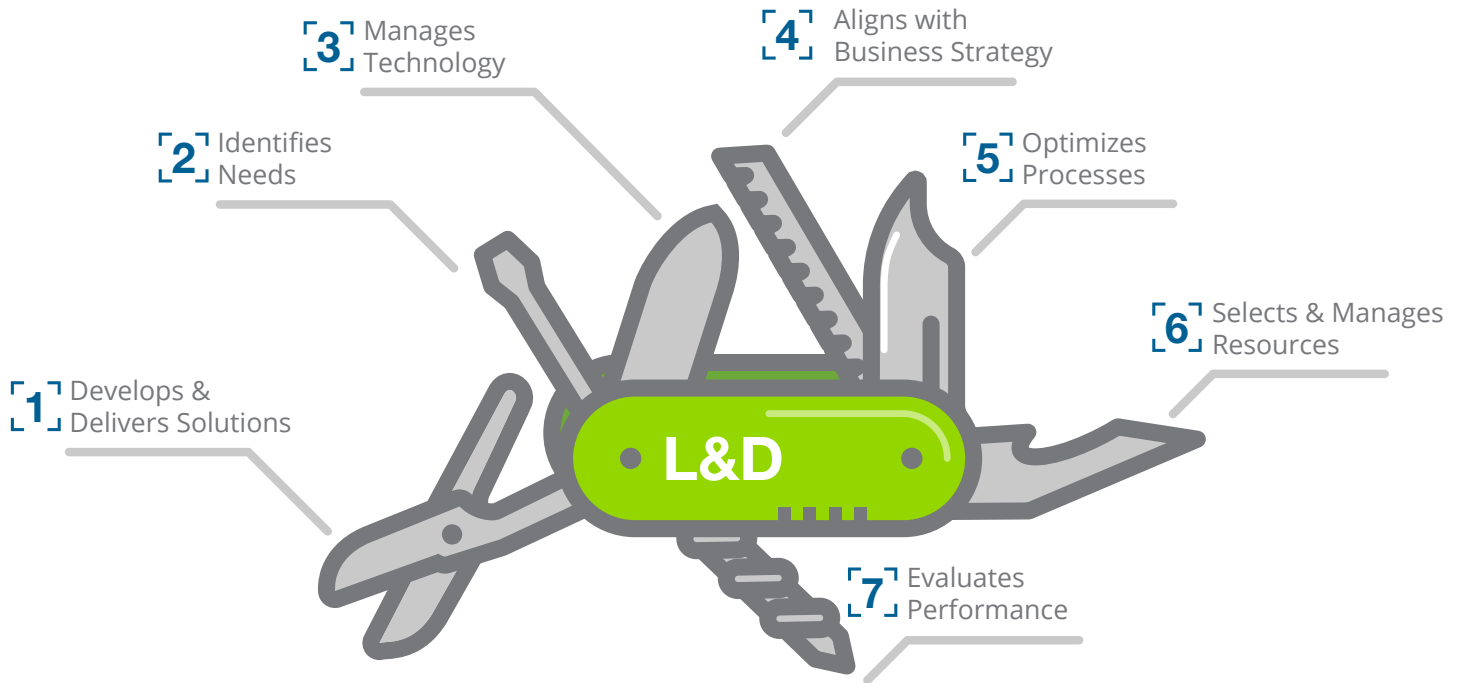 1 Develops &
Delivers Solutions
2 Identifies
Needs
3 Manages
Technology
4 Aligns with
Business Strategy
5 Optimizes
Processes
6 Selects & Manages
Resources
7 Evaluates
Performance
L&D